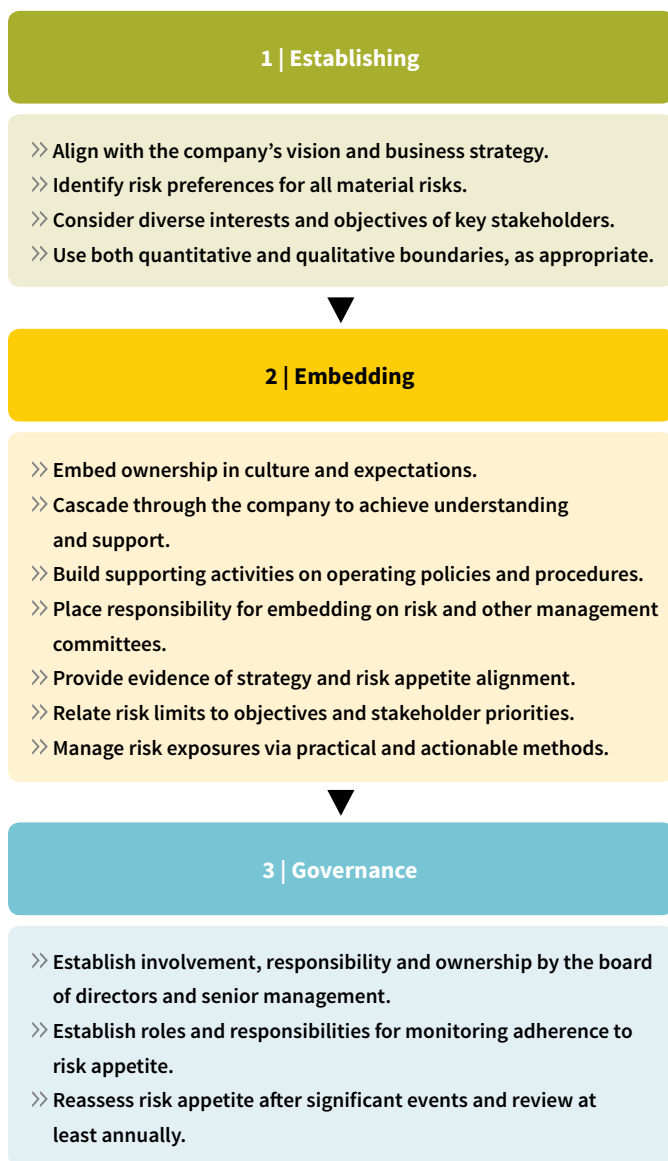 1 | Establishing
» Align with the company’s vision and business strategy.
» Identify risk preferences for all material risks.
» Consider diverse interests and objectives of key stakeholders.
» Use both quantitative and qualitative boundaries, as appropriate.
2 | Embedding
» Embed ownership in culture and expectations.
» Cascade through the company to achieve understanding
and support.
» Build supporting activities on operating policies and procedures.
» Place responsibility for embedding on risk and other management
committees.
» Provide evidence of strategy and risk appetite alignment.
» Relate risk limits to objectives and stakeholder priorities.
» Manage risk exposures via practical and actionable methods.
3 | Governance
» Establish involvement, responsibility and ownership by the board
of directors and senior management.
» Establish roles and responsibilities for monitoring adherence to
risk appetite.
» Reassess risk appetite after significant events and review at
least annually.